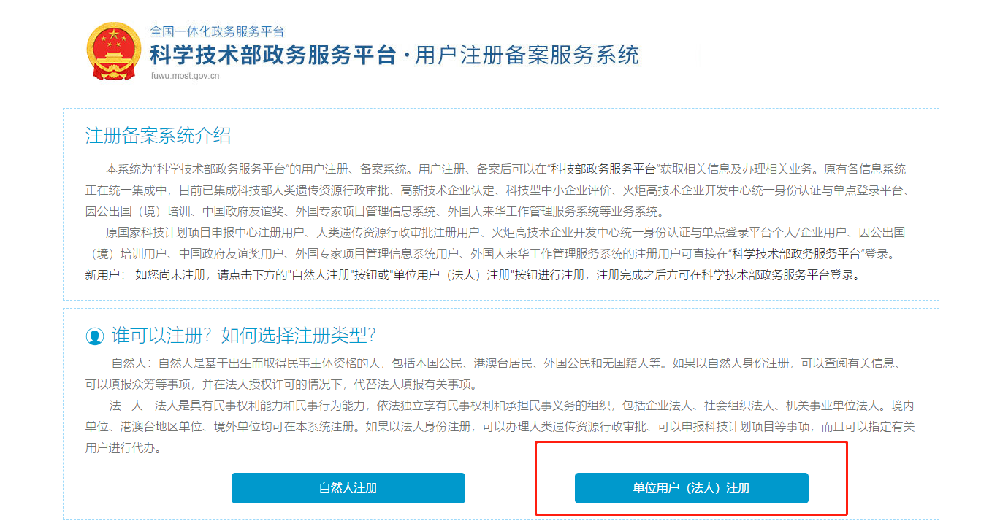 全国一体化政务服务平台
科学技术部政务服务平台·用户注册备案服务系统
fuwu.most.gov.cn
注册备案系统介绍
本系统为"科学技术部政务服务平台"的用户注册、备案系统。用户注册、备案后可以在"科技部政务服务平台"获取相关信息及办理相关业务。原有各信息系统
正在统一集成中，目前已集成科技部人类遗传资源行政审批、高新技术企业认定、科技型中小企业评价、火炬高技术企业开发中心统一身份认证与单点登录平台、
因公出国（境）培训、中国政府友谊奖、外国专家项目管理信息系统、外国人来华工作管理服务系统等业务系统。
原国家科技计划项目申报中心注册用户、人类遗传资源行政审批注册用户、火炬高技术企业开发中心统一身份认证与单点登录平台个人/企业用户、因公出国
（境）培训用户、中国政府友谊奖用户、外国专家项目管理信息系统用户、外国人来华工作管理服务系统的注册用户可直接在"科学技术部政务服务平台"登录。
新用户： 如您尚未注册，请点击下方的"自然人注册"按钮或"单位用户（法人）注册"按钮进行注册，注册完成之后方可在科学技术部政务服务平台登录。
谁可以注册？如何选择注册类型？
自然人：自然人是基于出生而取得民事主体资格的人，包括本国公民、港澳台居民、外国公民和无国籍人等。如果以自然人身份注册，可以查阅有关信息、
可以填报众筹等事项，并在法人授权许可的情况下，代替法人填报有关事项。
法 人：法人是具有民事权利能力和民事行为能力，依法独立享有民事权利和承担民事义务的组织，包括企业法人、社会组织法人、机关事业单位法人。境内
单位、港澳台地区单位、境外单位均可在本系统注册。如果以法人身份注册，可以办理人类遗传资源行政审批、可以申报科技计划项目等事项，而且可以指定有关
用户进行代办。
自然人注册
单位用户（法人）注册